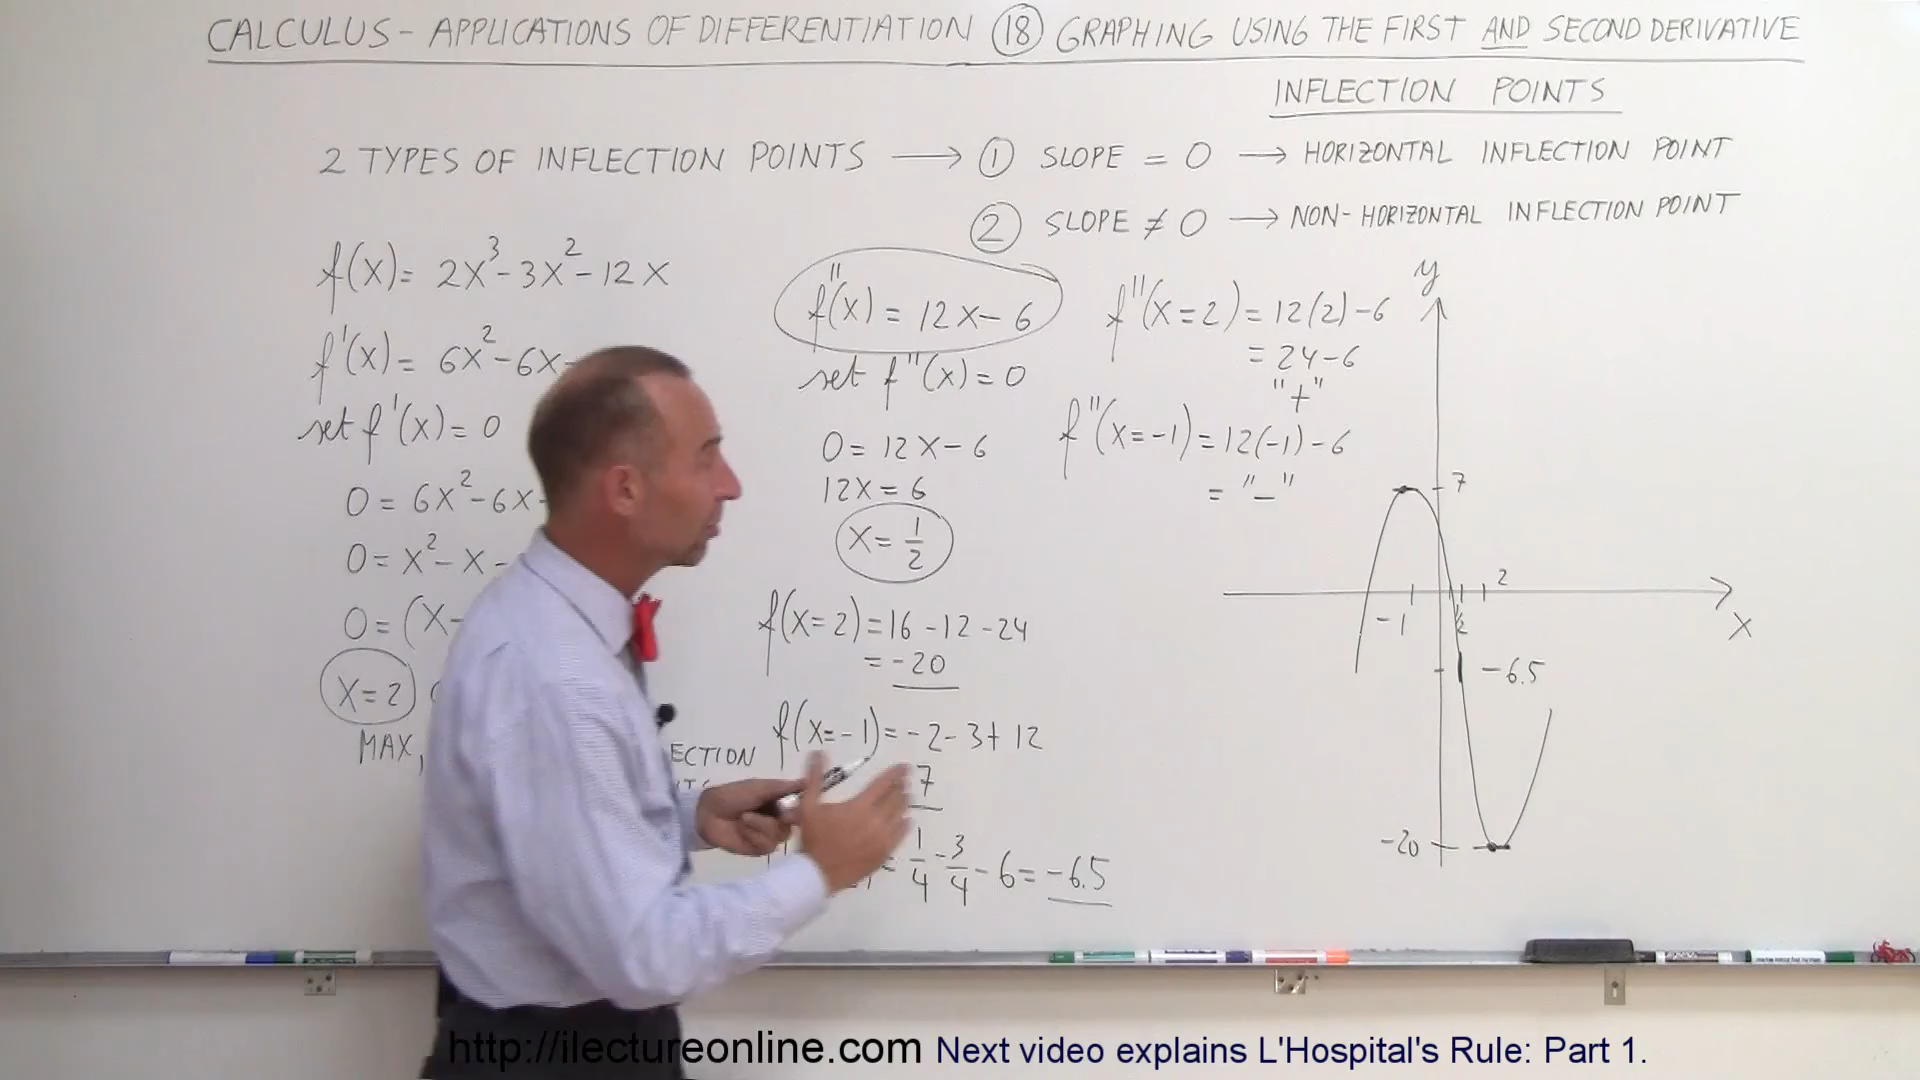 CALCULUS - APPLICATIONS OF DIFFERENTIATION 18 GRAPHING USING THE FIRST AND SECOND DERIVATIVE
INFLECTION POINTS
2 TYPES OF INFLECTION POINTS → ① SLOPE = 0 → HORIZONTAL INFLECTION POINT
② SLOPE ≠ 0 → NON-HORIZONTAL INFLECTION POINT
f(x) = 2x³ - 3x² - 12x
f'(x) = 6x² - 6x -
set f'(x) = 0
0 = 6x² - 6x -
0 = x² - x -
0 = (x -
x = 2
MAX,
ECTION
f''(x) = 12x - 6
set f''(x) = 0
0 = 12x - 6
12x = 6
x = 1/2
f(x=2) = 16 - 12 - 24
= -20
f(x=-1) = -2 - 3 + 12
7
= 1/4 - 3/4 - 6 = -6.5
f''(x=2) = 12(2) - 6
= 24 - 6
"+"
f''(x=-1) = 12(-1) - 6
= "-"
y
7
2
-1
x
-6.5
-20
http://ilectureonline.com Next video explains L'Hospital's Rule: Part 1.